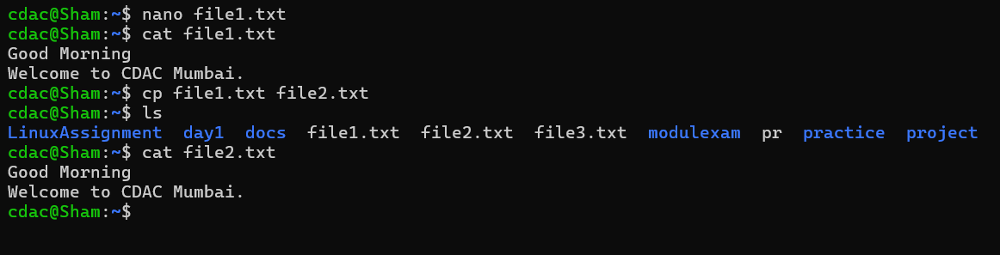 cdac@Sham:~$ nano file1.txt
cdac@Sham:~$ cat file1.txt
Good Morning
Welcome to CDAC Mumbai.
cdac@Sham:~$ cp file1.txt file2.txt
cdac@Sham:~$ ls
LinuxAssignment  day1  docs  file1.txt  file2.txt  file3.txt  modulexam  pr  practice  project
cdac@Sham:~$ cat file2.txt
Good Morning
Welcome to CDAC Mumbai.
cdac@Sham:~$